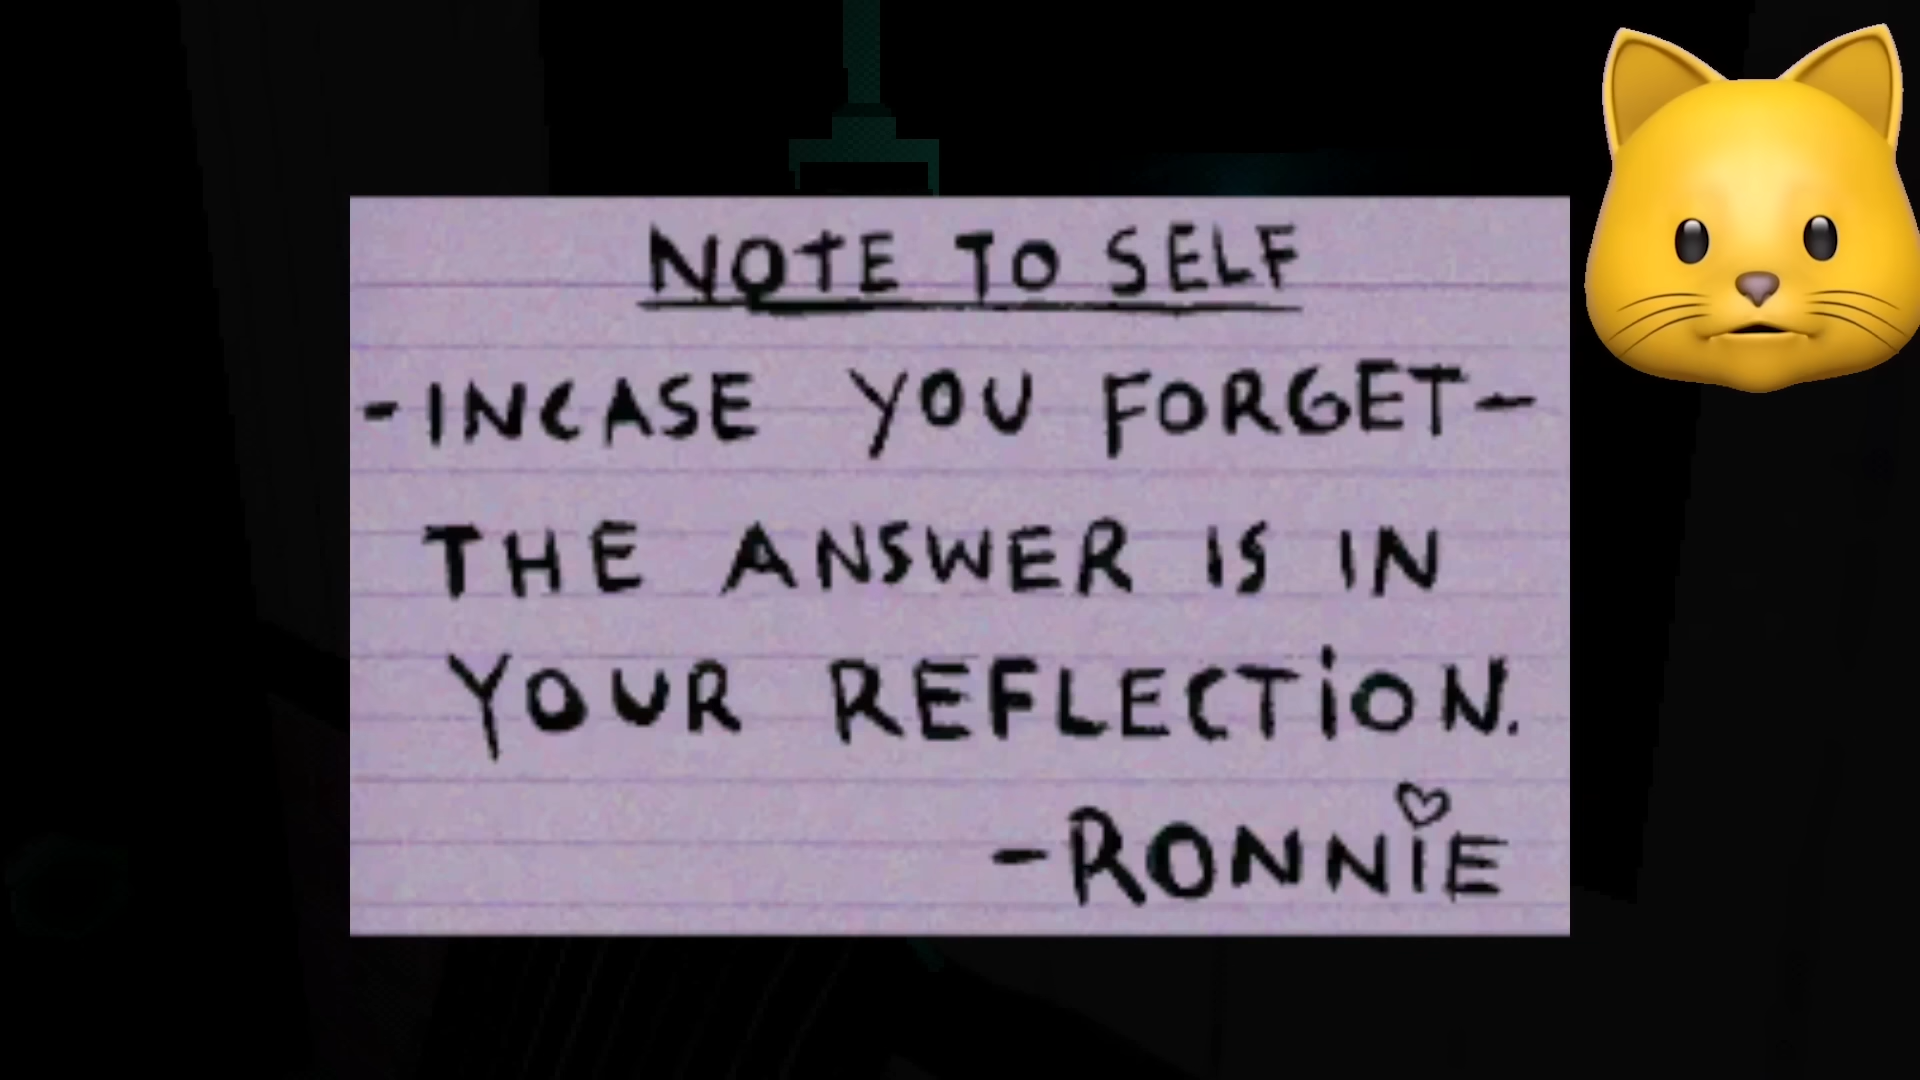 NOTE TO SELF
-INCASE YOU FORGET-
THE ANSWER IS IN
YOUR REFLECTION.
-RONNIE